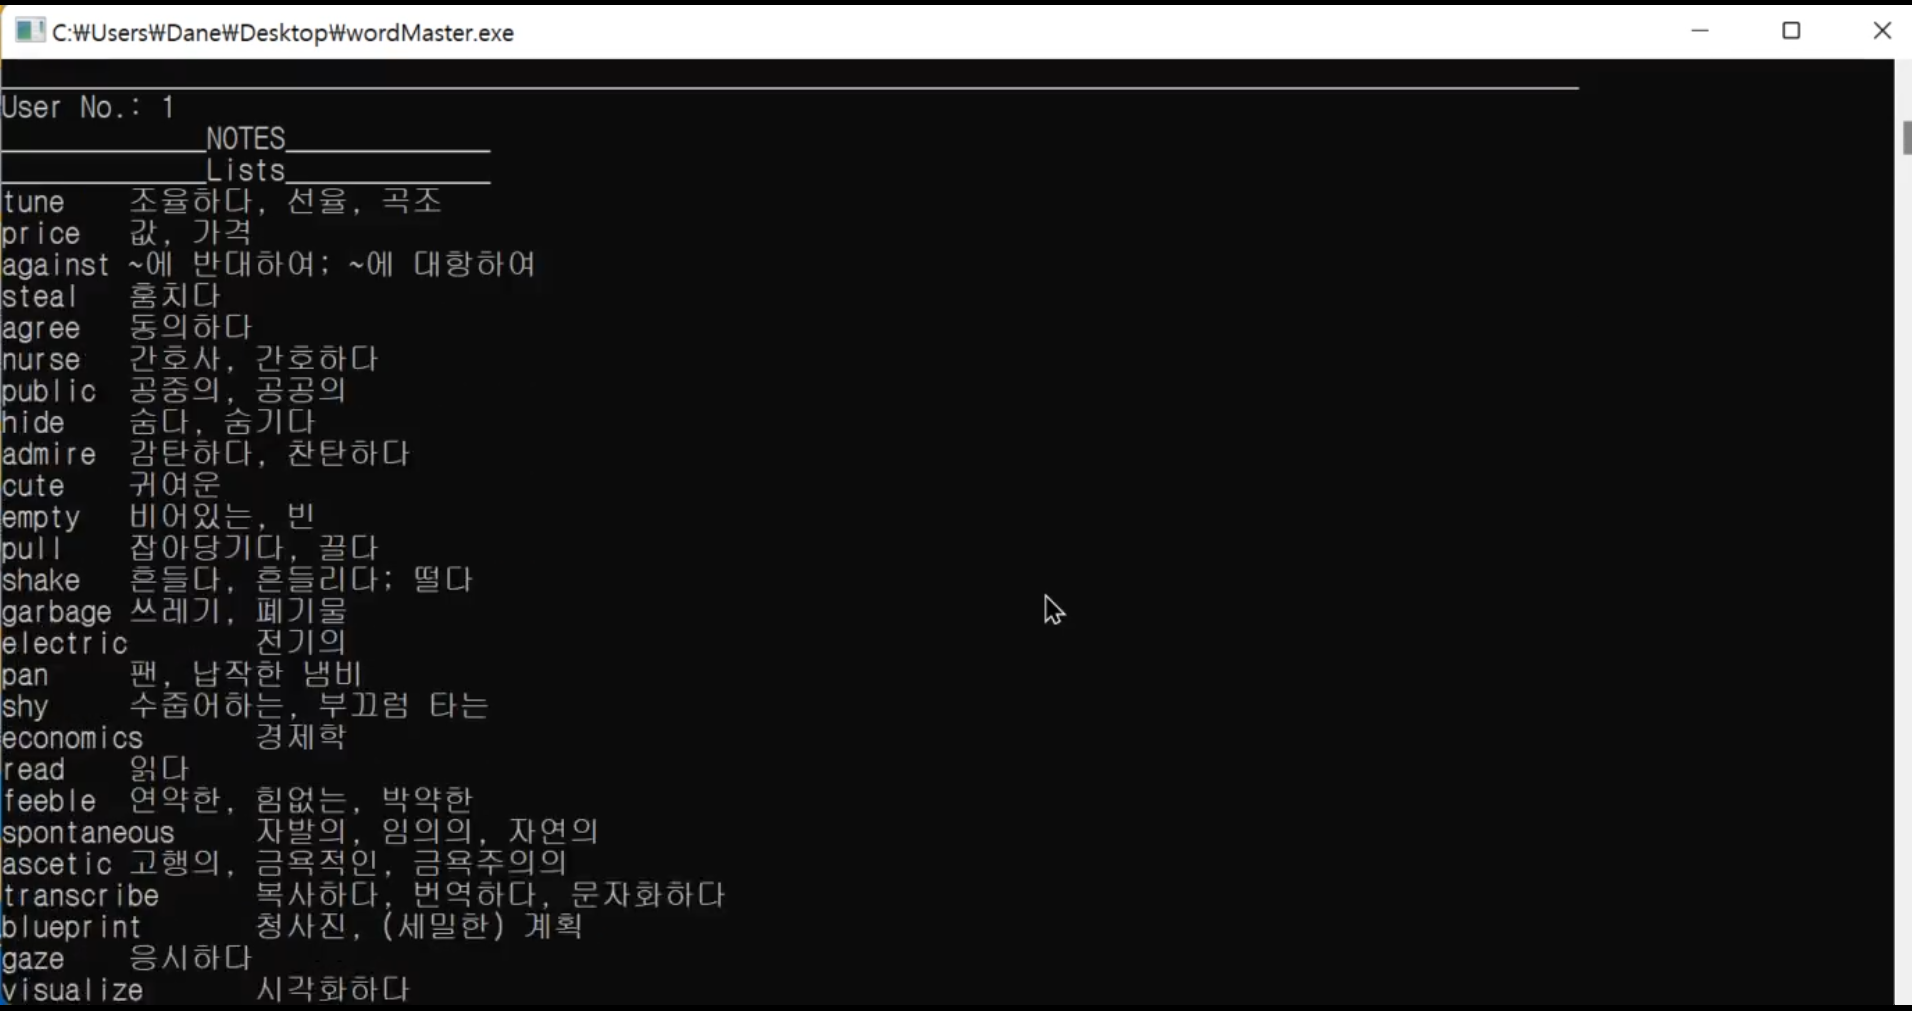 C:₩Users₩Dane₩Desktop₩wordMaster.exe
User No.: 1
_____________NOTES_____________
_____________Lists_____________
tune 조율하다, 선율, 곡조
price 값, 가격
against ~에 반대하여; ~에 대항하여
steal 훔치다
agree 동의하다
nurse 간호사, 간호하다
public 공중의, 공공의
hide 숨다, 숨기다
admire 감탄하다, 찬탄하다
cute 귀여운
empty 비어있는, 빈
pull 잡아당기다, 끌다
shake 흔들다, 흔들리다; 떨다
garbage 쓰레기, 폐기물
electric 전기의
pan 팬, 납작한 냄비
shy 수줍어하는, 부끄럼 타는
economics 경제학
read 읽다
feeble 연약한, 힘없는, 박약한
spontaneous 자발의, 임의의, 자연의
ascetic 고행의, 금욕적인, 금욕주의의
transcribe 복사하다, 번역하다, 문자화하다
blueprint 청사진, (세밀한) 계획
gaze 응시하다
visualize 시각화하다